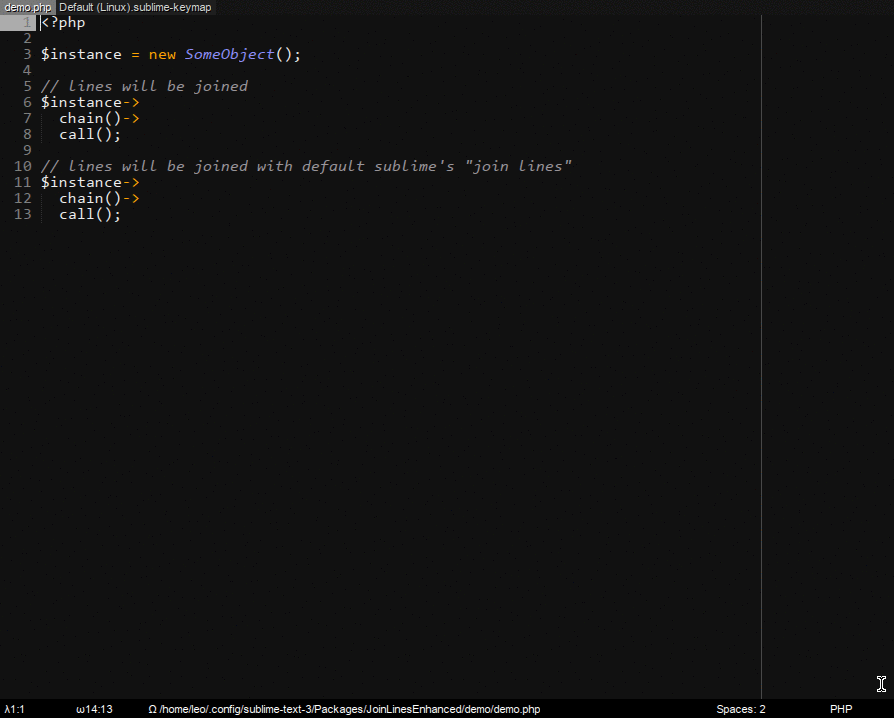 demo.php Default (Linux).sublime-keymap
1 <?php
2
3 $instance = new SomeObject();
4
5 // lines will be joined
6 $instance->
7   chain()->
8   call();
9
10 // lines will be joined with default sublime's "join lines"
11 $instance->
12   chain()->
13   call();
λ1:1 ω14:13 Ω /home/leo/.config/sublime-text-3/Packages/JoinLinesEnhanced/demo/demo.php Spaces: 2 PHP